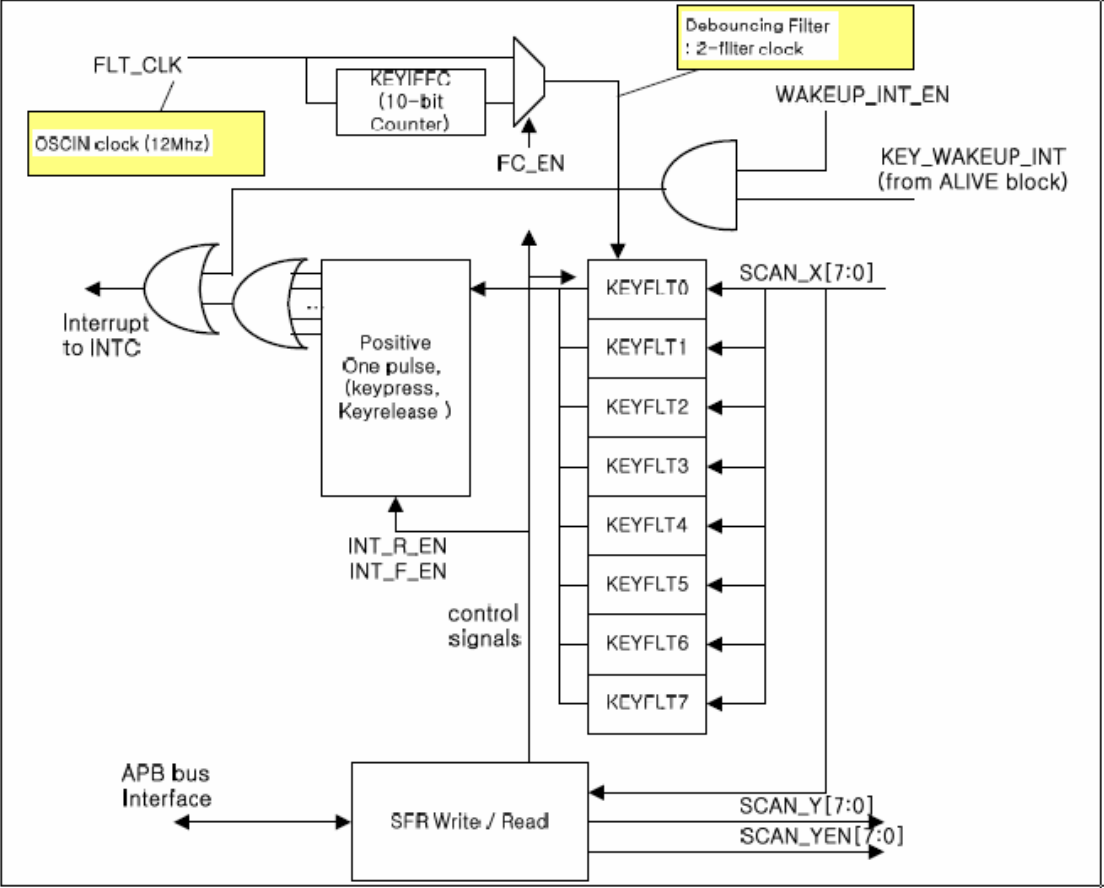 Debouncing Filter
: 2-filter clock
FLT_CLK
KEYIFFC
(10-bit
Counter)
WAKEUP_INT_EN
OSCIN clock (12Mhz)
FC_EN
KEY_WAKEUP_INT
(from ALIVE block)
SCAN_X[7:0]
KEYFLT0
...
Interrupt
to INTC
Positive
One pulse,
(keypress,
Keyrelease )
KEYFLT1
KEYFLT2
KEYFLT3
KEYFLT4
INT_R_EN
INT_F_EN
KEYFLT5
control
signals
KEYFLT6
KEYFLT7
APB bus
Interface
SFR Write / Read
SCAN_Y[7:0]
SCAN_YEN[7:0]